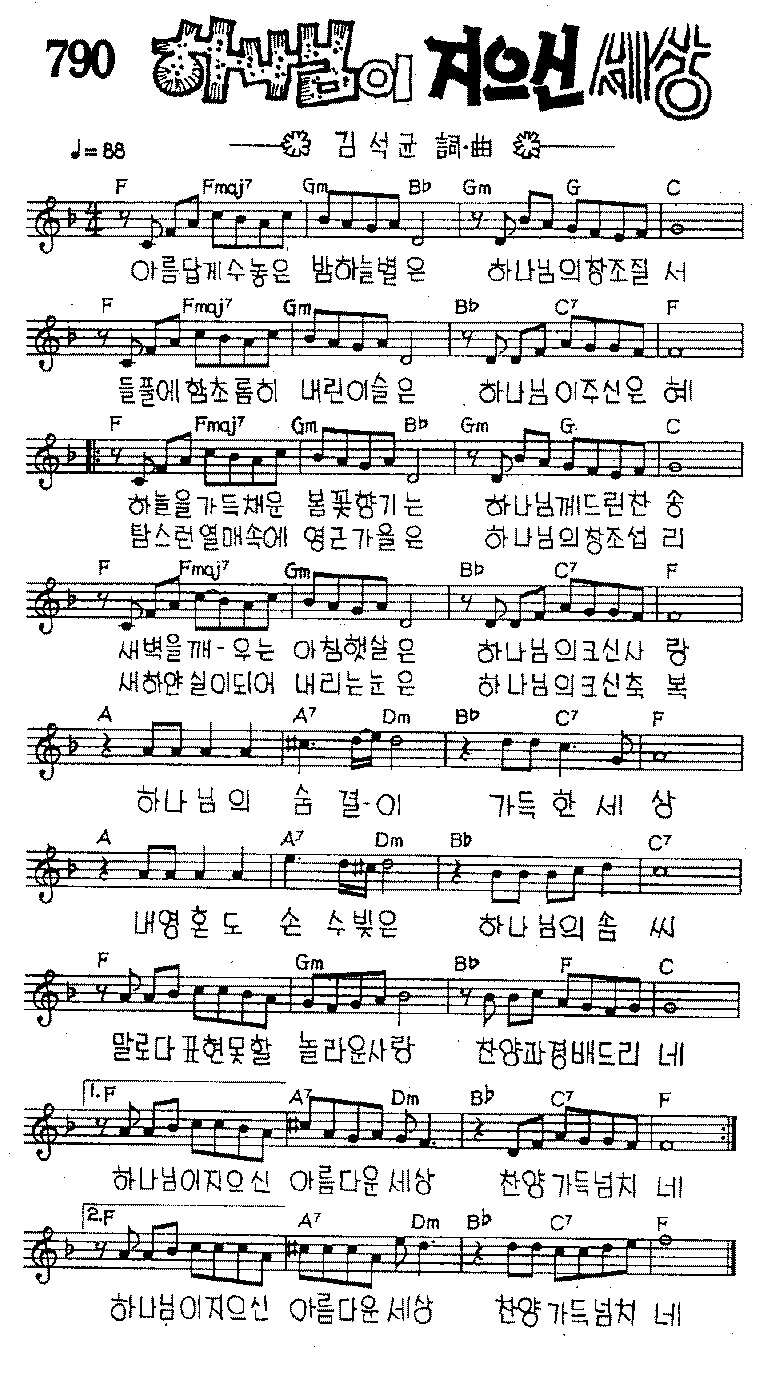 790 하나님이 지으신 세상
♩=88 김석균 詞·曲
F Fmaj7 Gm B♭ Gm G C
아름답게수놓은 밤하늘별은 하나님의창조질 서
F Fmaj7 Gm B♭ C7 F
들풀에함초롬히 내린이슬은 하나님이주신은 혜
F Fmaj7 Gm B♭ Gm G C
하늘을가득채운 봄꽃향기는 하나님께드린찬 송
탐스런열매속에 영근가을은 하나님의창조섭 리
F Fmaj7 Gm B♭ C7 F
새벽을깨-우는 아침햇살은 하나님의크신사 랑
새하얀실이되어 내리는눈은 하나님의크신축 복
A A7 Dm B♭ C7 F
하나님의 숨결-이 가득한세상
A A7 Dm B♭ C7
내영혼도 손수빚은 하나님의솜씨
F Gm B♭ F C
말로다표현못할 놀라운사랑 찬양과경배드리 네
1.F A7 Dm B♭ C7 F
하나님이지으신 아름다운세상 찬양가득넘치 네
2.F A7 Dm B♭ C7 F
하나님이지으신 아름다운세상 찬양가득넘치 네